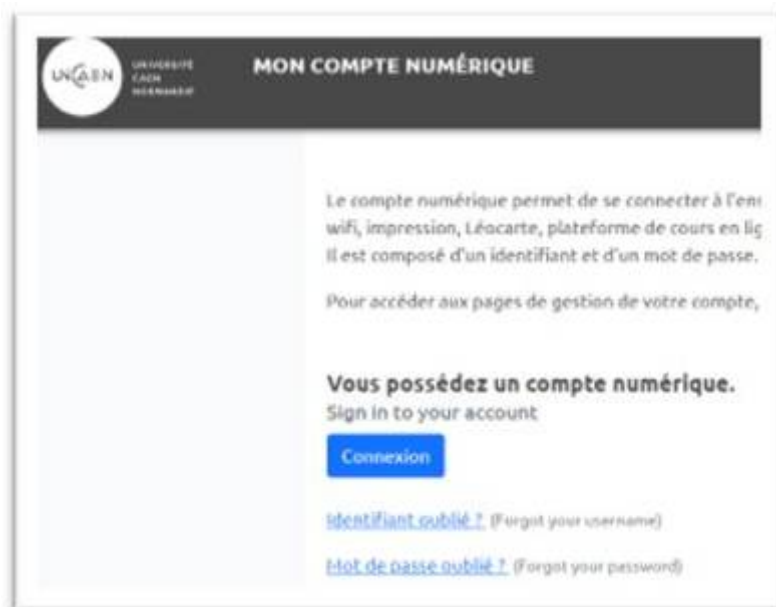 UNICAEN
UNIVERSITÉ
CAEN
NORMANDIE
MON COMPTE NUMÉRIQUE
Le compte numérique permet de se connecter à l'en
wifi, impression, Léocarte, plateforme de cours en lig
Il est composé d'un identifiant et d'un mot de passe.
Pour accéder aux pages de gestion de votre compte,
Vous possédez un compte numérique.
Sign in to your account
Connexion
Identifiant oublié ? (Forgot your username)
Mot de passe oublié ? (Forgot your password)